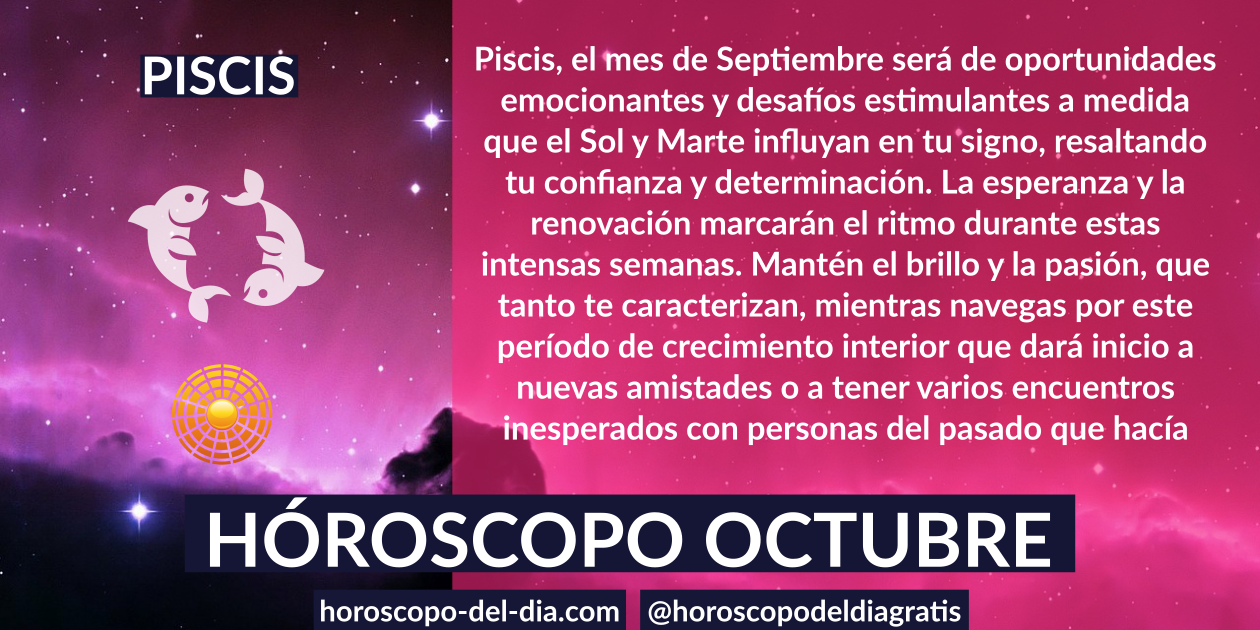 PISCIS
Piscis, el mes de Septiembre será de oportunidades
emocionantes y desafíos estimulantes a medida
que el Sol y Marte influyan en tu signo, resaltando
tu confianza y determinación. La esperanza y la
renovación marcarán el ritmo durante estas
intensas semanas. Mantén el brillo y la pasión, que
tanto te caracterizan, mientras navegas por este
período de crecimiento interior que dará inicio a
nuevas amistades o a tener varios encuentros
inesperados con personas del pasado que hacía
HÓROSCOPO OCTUBRE
horoscopo-del-dia.com
@horoscopodeldiagratis